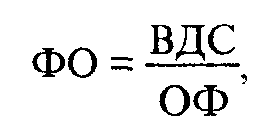 ФО = ВДС / ОФ,